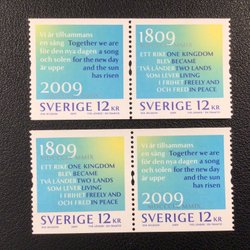 Vi är tillsammans
en sång Together we are
för den nya dagen a song
och solen for the new day
är uppe and the sun
has risen
2009
SVERIGE 12 KR
1809
ETT RIKE ONE KINGDOM
BLEV BECAME
TVÅ LÄNDER TWO LANDS
SOM LEVER LIVING
I FRIHET FREELY AND
OCH FRED IN PEACE
SVERIGE 12 KR
1809
ETT RIKE ONE KINGDOM
BLEV BECAME
TVÅ LÄNDER TWO LANDS
SOM LEVER LIVING
I FRIHET FREELY AND
OCH FRED IN PEACE
SVERIGE 12 KR
Vi är tillsammans
en sång Together we are
för den nya dagen a song
och solen for the new day
är uppe and the sun
has risen
2009
SVERIGE 12 KR